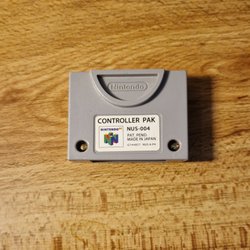 Nintendo
CONTROLLER PAK
NUS-004
PAT. PEND.
MADE IN JAPAN
NINTENDO